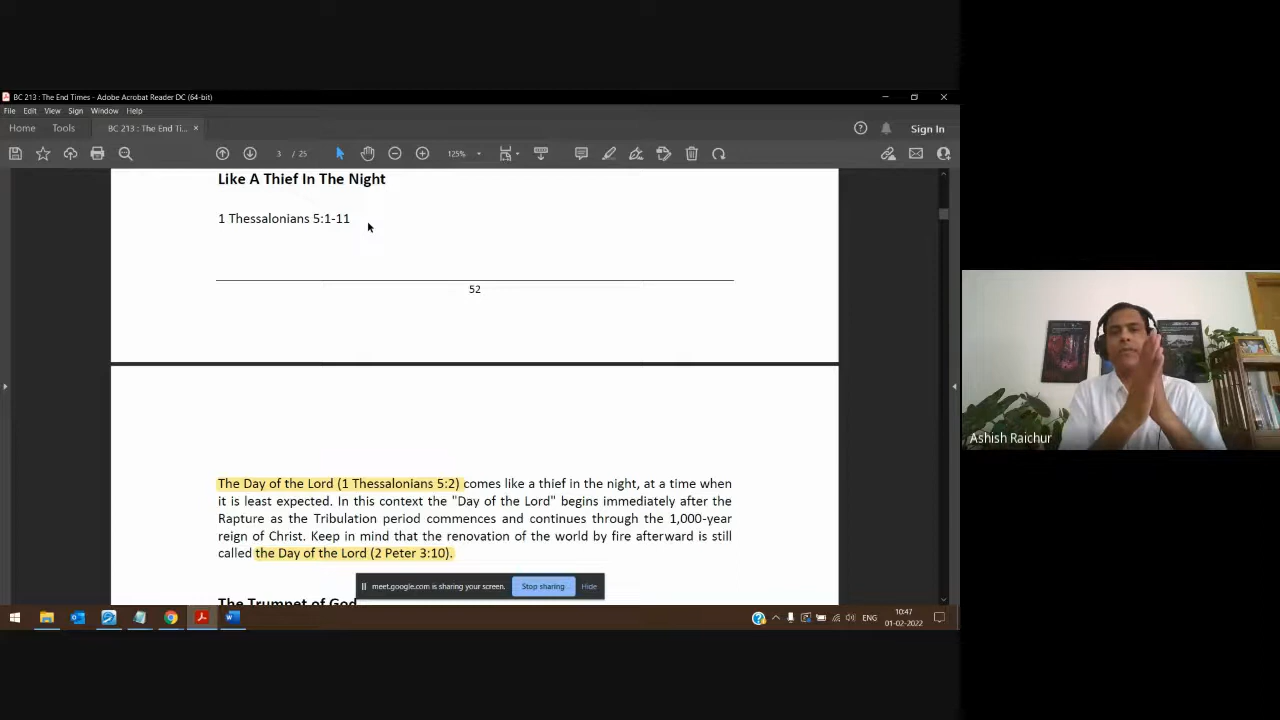 BC 213 : The End Times - Adobe Acrobat Reader DC (64-bit)
File Edit View Sign Window Help
Home Tools BC 213 : The End Ti... × Sign In
3 / 25 125%
Like A Thief In The Night
1 Thessalonians 5:1-11
52
The Day of the Lord (1 Thessalonians 5:2) comes like a thief in the night, at a time when
it is least expected. In this context the "Day of the Lord" begins immediately after the
Rapture as the Tribulation period commences and continues through the 1,000-year
reign of Christ. Keep in mind that the renovation of the world by fire afterward is still
called the Day of the Lord (2 Peter 3:10).
meet.google.com is sharing your screen. Stop sharing Hide
The Trumpet of God
ENG 10:47
01-02-2022
Ashish Raichur